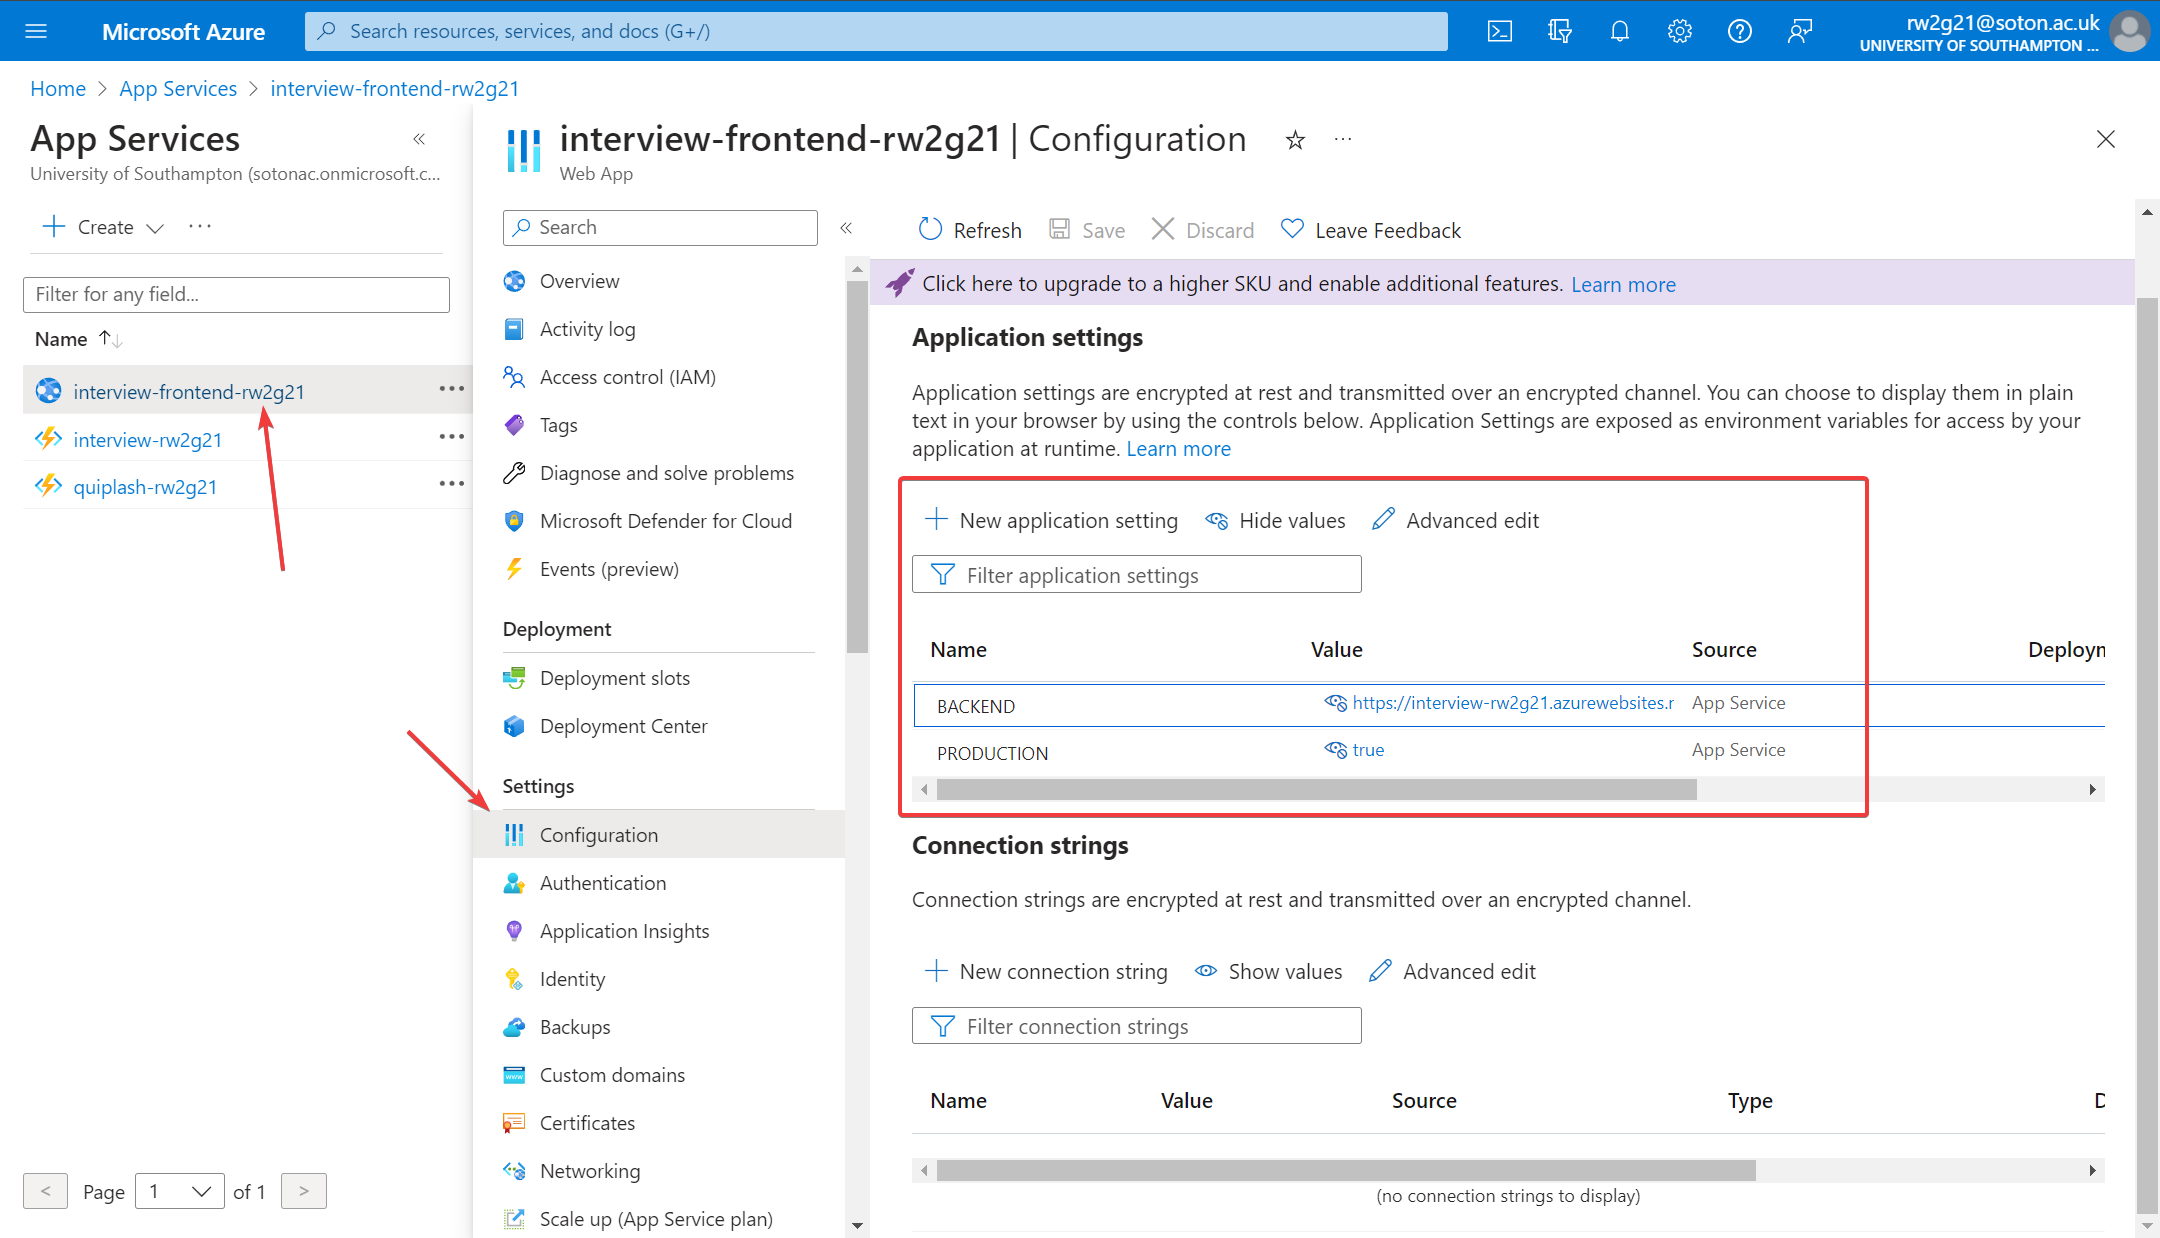 Microsoft Azure
Search resources, services, and docs (G+/)
rw2g21@soton.ac.uk
UNIVERSITY OF SOUTHAMPTON ...
Home > App Services > interview-frontend-rw2g21
App Services
University of Southampton (sotonac.onmicrosoft.c...
Create
Filter for any field...
Name
interview-frontend-rw2g21
interview-rw2g21
quiplash-rw2g21
< Page 1 of 1 >
interview-frontend-rw2g21 | Configuration
Web App
Search
Overview
Activity log
Access control (IAM)
Tags
Diagnose and solve problems
Microsoft Defender for Cloud
Events (preview)
Deployment
Deployment slots
Deployment Center
Settings
Configuration
Authentication
Application Insights
Identity
Backups
Custom domains
Certificates
Networking
Scale up (App Service plan)
Refresh Save Discard Leave Feedback
Click here to upgrade to a higher SKU and enable additional features. Learn more
Application settings
Application settings are encrypted at rest and transmitted over an encrypted channel. You can choose to display them in plain
text in your browser by using the controls below. Application Settings are exposed as environment variables for access by your
application at runtime. Learn more
New application setting Hide values Advanced edit
Filter application settings
Name Value Source Deployn
BACKEND https://interview-rw2g21.azurewebsites.r App Service
PRODUCTION true App Service
Connection strings
Connection strings are encrypted at rest and transmitted over an encrypted channel.
New connection string Show values Advanced edit
Filter connection strings
Name Value Source Type D
(no connection strings to display)